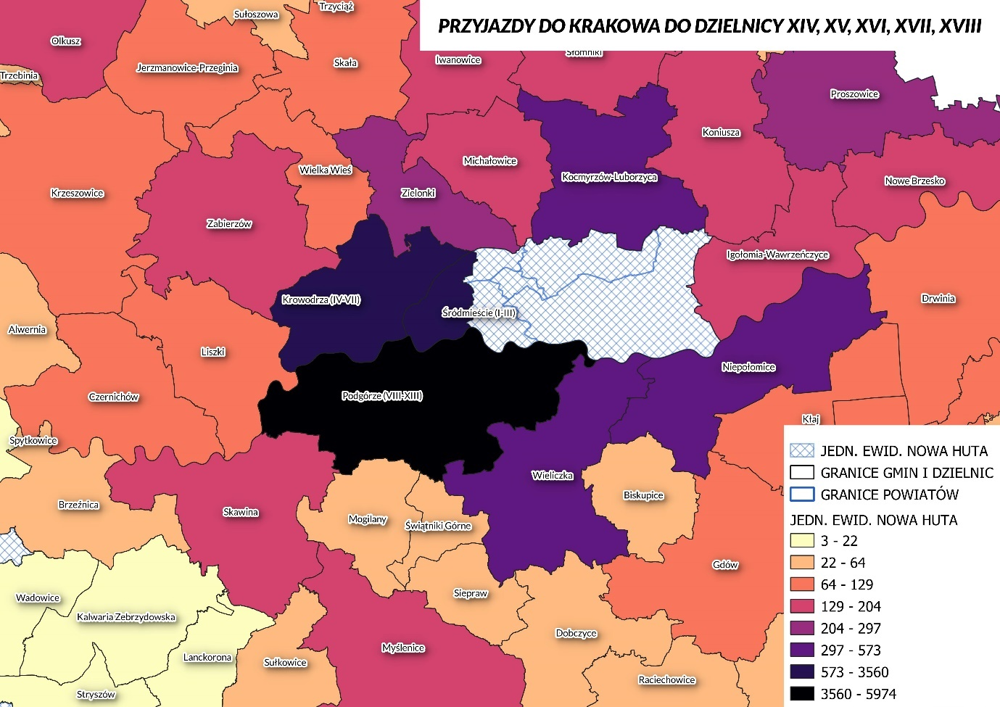 PRZYJAZDY DO KRAKOWA DO DZIELNICY XIV, XV, XVI, XVII, XVIII
Trzyciąż
Sułoszowa
Olkusz
Słomniki
Iwanowice
Skała
Jerzmanowice-Przeginia
Trzebinia
Proszowice
Koniusza
Michałowice
Wielka Wieś
Kocmyrzów-Luborzyca
Nowe Brzesko
Krzeszowice
Zielonki
Zabierzów
Igołomia-Wawrzeńczyce
Krowodrza (IV-VII)
Drwinia
Śródmieście (I-III)
Alwernia
Liszki
Niepołomice
Czernichów
Podgórze (VIII-XIII)
Kłaj
Spytkowice
Wieliczka
Biskupice
Brzeźnica
Skawina
Mogilany
Świątniki Górne
Gdów
Siepraw
Wadowice
Kalwaria Zebrzydowska
Dobczyce
Myślenice
Lanckorona
Sułkowice
Raciechowice
Stryszów
JEDN. EWID. NOWA HUTA
GRANICE GMIN I DZIELNIC
GRANICE POWIATÓW
JEDN. EWID. NOWA HUTA
3 - 22
22 - 64
64 - 129
129 - 204
204 - 297
297 - 573
573 - 3560
3560 - 5974